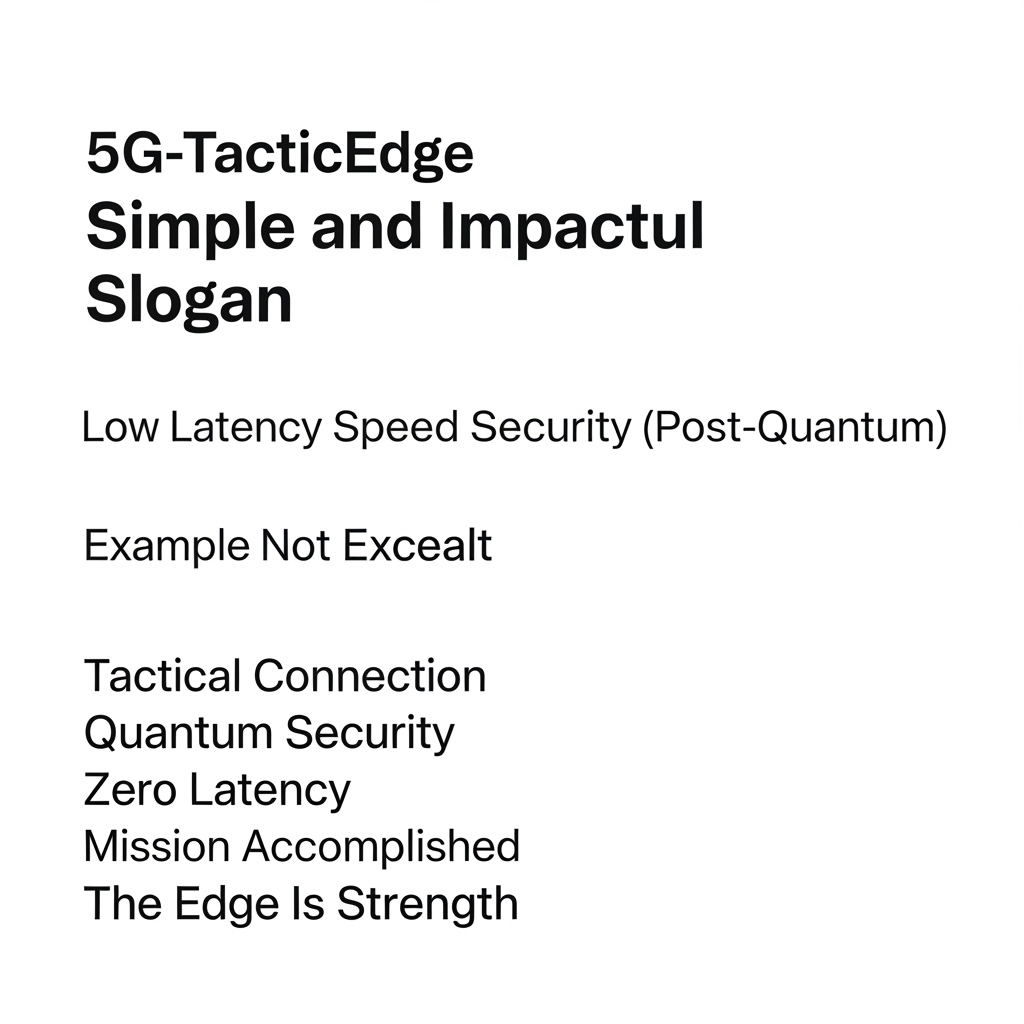 5G-TacticEdge
Simple and Impactul
Slogan
Low Latency Speed Security (Post-Quantum)
Example Not Excealt
Tactical Connection
Quantum Security
Zero Latency
Mission Accomplished
The Edge Is Strength